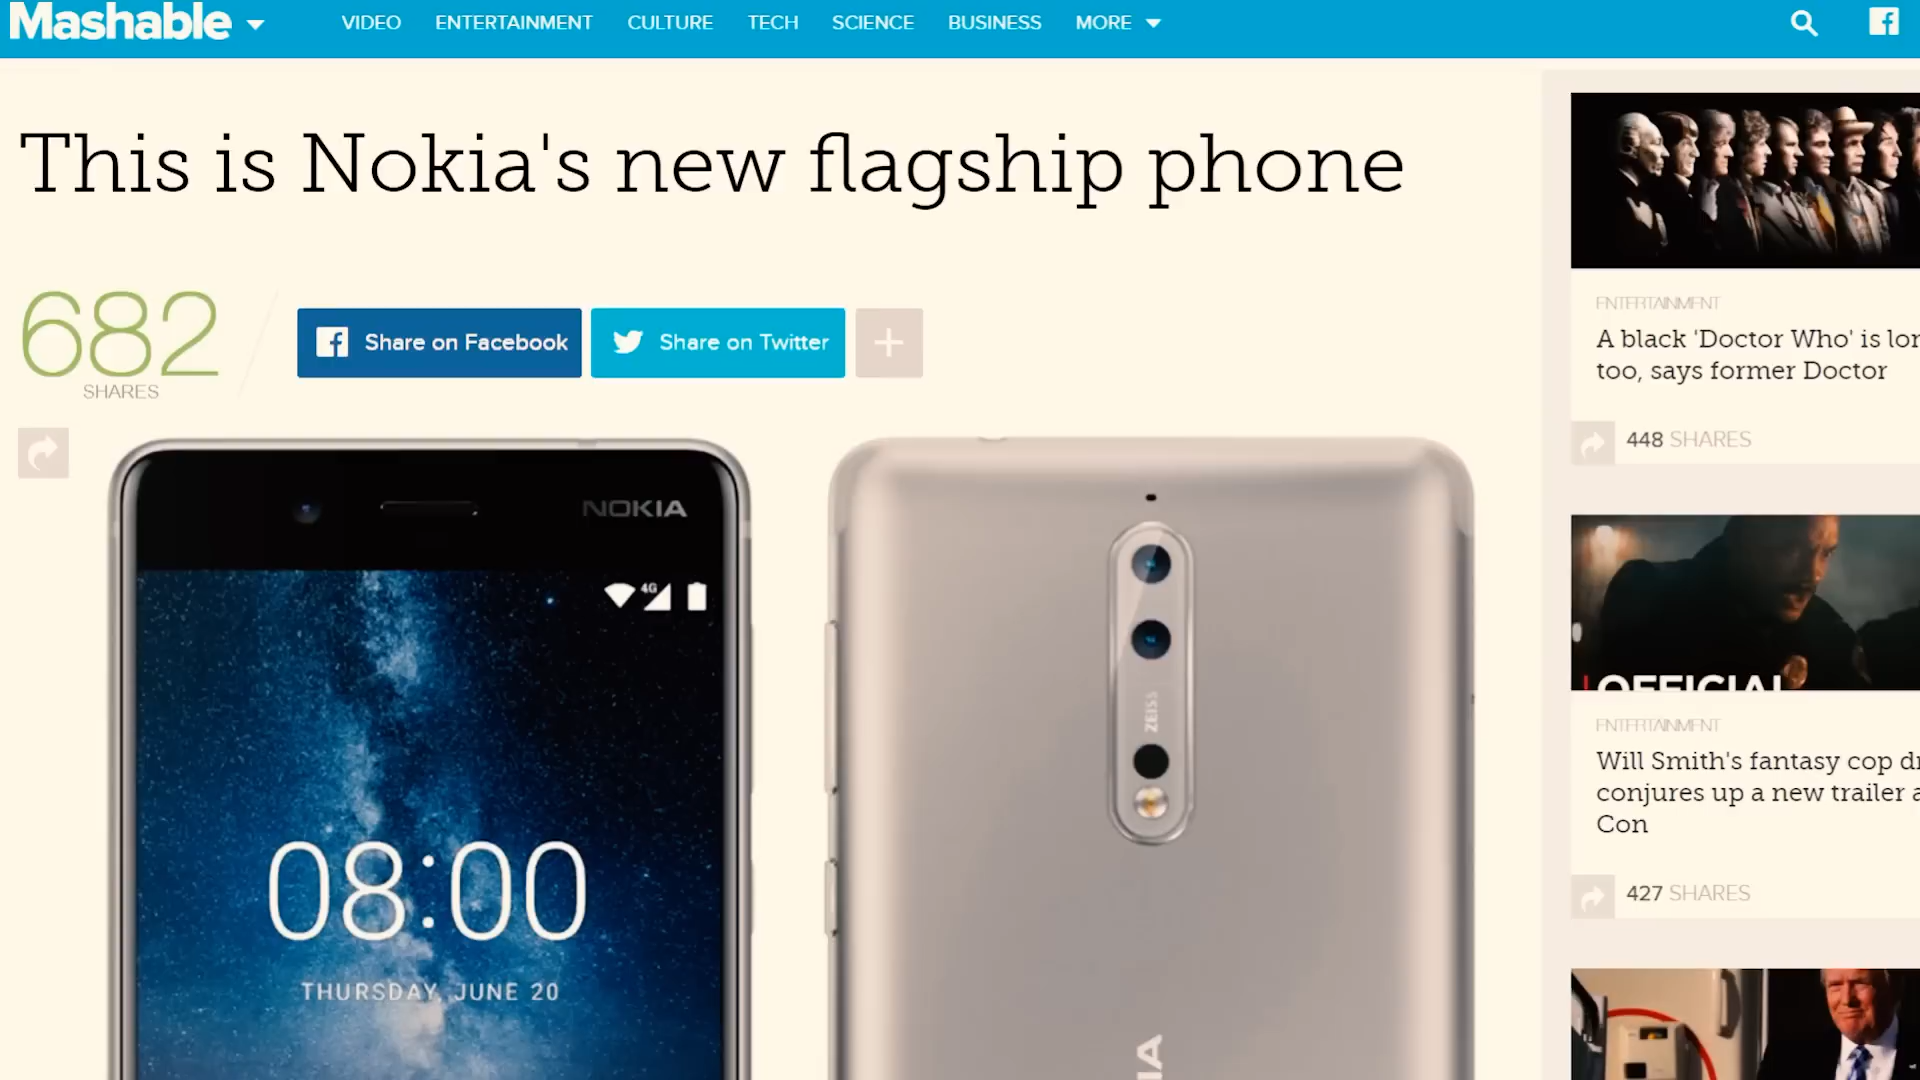 Mashable
VIDEO ENTERTAINMENT CULTURE TECH SCIENCE BUSINESS MORE
This is Nokia's new flagship phone
682
SHARES
Share on Facebook
Share on Twitter
NOKIA
4G
08:00
THURSDAY, JUNE 20
ZEISS
IA
ENTERTAINMENT
A black 'Doctor Who' is
too, says former Doctor
448 SHARES
OFFICIAL
ENTERTAINMENT
Will Smith's fantasy cop
conjures up a new trailer
Con
427 SHARES